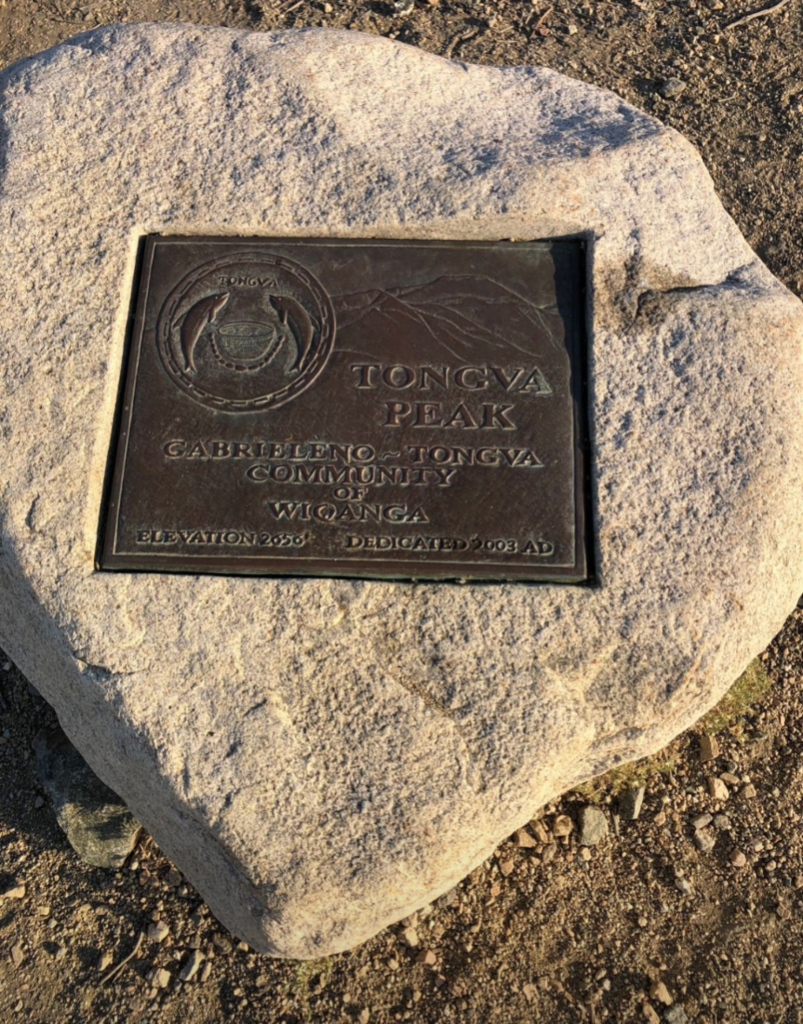 TONGVA
TONGVA
PEAK
GABRIELENO ~ TONGVA
COMMUNITY
OF
WIQANGA
ELEVATION 2656' DEDICATED 2003 AD